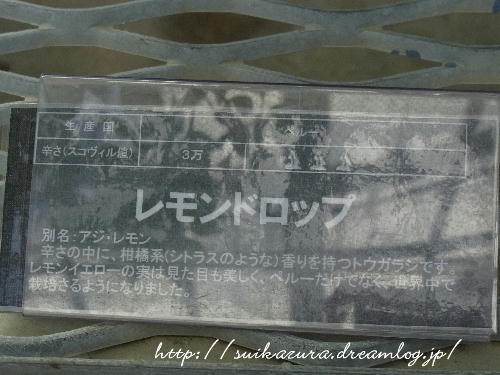 生産国 ペルー
辛さ(スコヴィル値) 3万
レモンドロップ
別名：アジ・レモン
辛さの中に、柑橘系(シトラスのような)香りを持つトウガラシです。
レモンイエローの実は見た目も美しく、ペルーだけでなく、世界中で
栽培さるようになりました。
http://suikazura.dreamlog.jp/